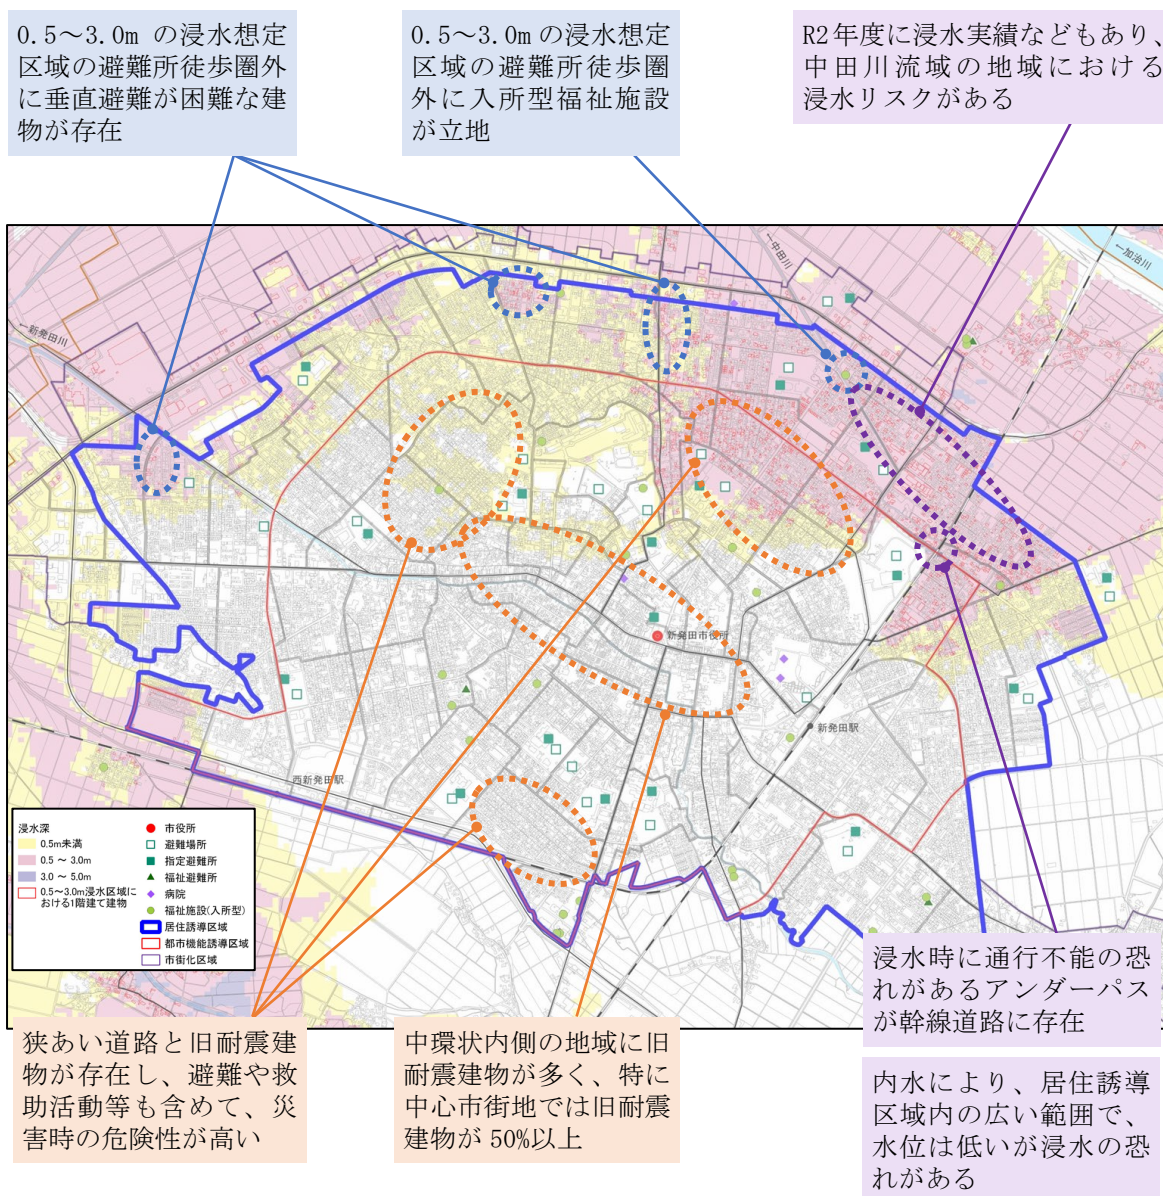 0.5～3.0m の浸水想定
区域の避難所徒歩圏外
に垂直避難が困難な建
物が存在
0.5～3.0m の浸水想定
区域の避難所徒歩圏
外に入所型福祉施設
が立地
R2年度に浸水実績などもあり、
中田川流域の地域における
浸水リスクがある
←中田川
←加治川
←新発田川
新発田市役所
新発田駅
西新発田駅
浸水深
0.5m未満
0.5 ～ 3.0m
3.0 ～ 5.0m
0.5～3.0m浸水区域に
おける1階建て建物
市役所
避難場所
指定避難所
福祉避難所
病院
福祉施設(入所型)
居住誘導区域
都市機能誘導区域
市街化区域
狭あい道路と旧耐震建
物が存在し、避難や救
助活動等も含めて、災
害時の危険性が高い
中環状内側の地域に旧
耐震建物が多く、特に
中心市街地では旧耐震
建物が 50%以上
浸水時に通行不能の恐
れがあるアンダーパス
が幹線道路に存在
内水により、居住誘導
区域内の広い範囲で、
水位は低いが浸水の恐
れがある